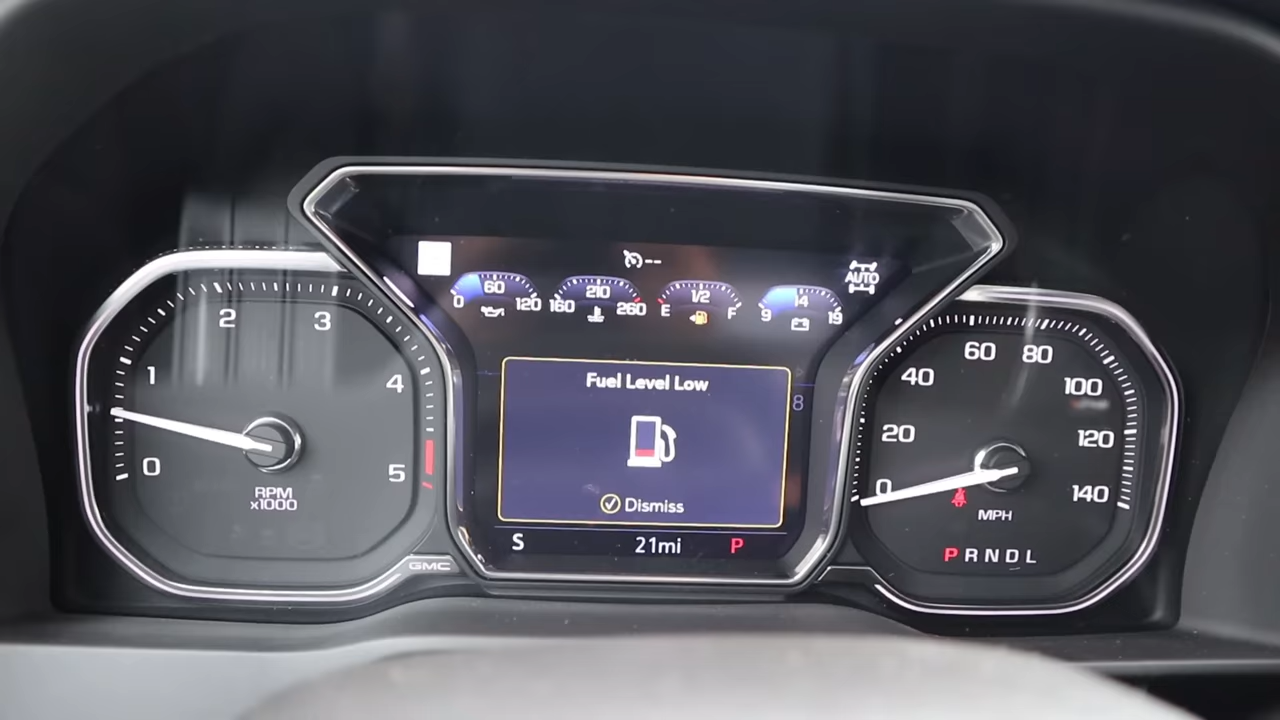 AUTO
0 60 120
160 210 260
E 1/2 F
9 14 19
0
1
2
3
4
5
RPM
x1000
GMC
Fuel Level Low
Dismiss
8
S 21mi P
0
20
40
60
80
100
120
140
MPH
P R N D L